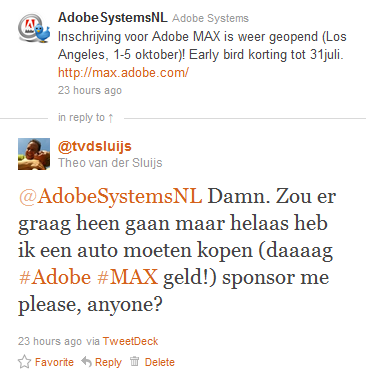 AdobeSystemsNL Adobe Systems
Inschrijving voor Adobe MAX is weer geopend (Los
Angeles, 1-5 oktober)! Early bird korting tot 31juli.
http://max.adobe.com/
23 hours ago
in reply to ↑
@tvdsluijs
Theo van der Sluijs
@AdobeSystemsNL Damn. Zou er
graag heen gaan maar helaas heb
ik een auto moeten kopen (daaaag
#Adobe #MAX geld!) sponsor me
please, anyone?
23 hours ago via TweetDeck
Favorite Reply Delete